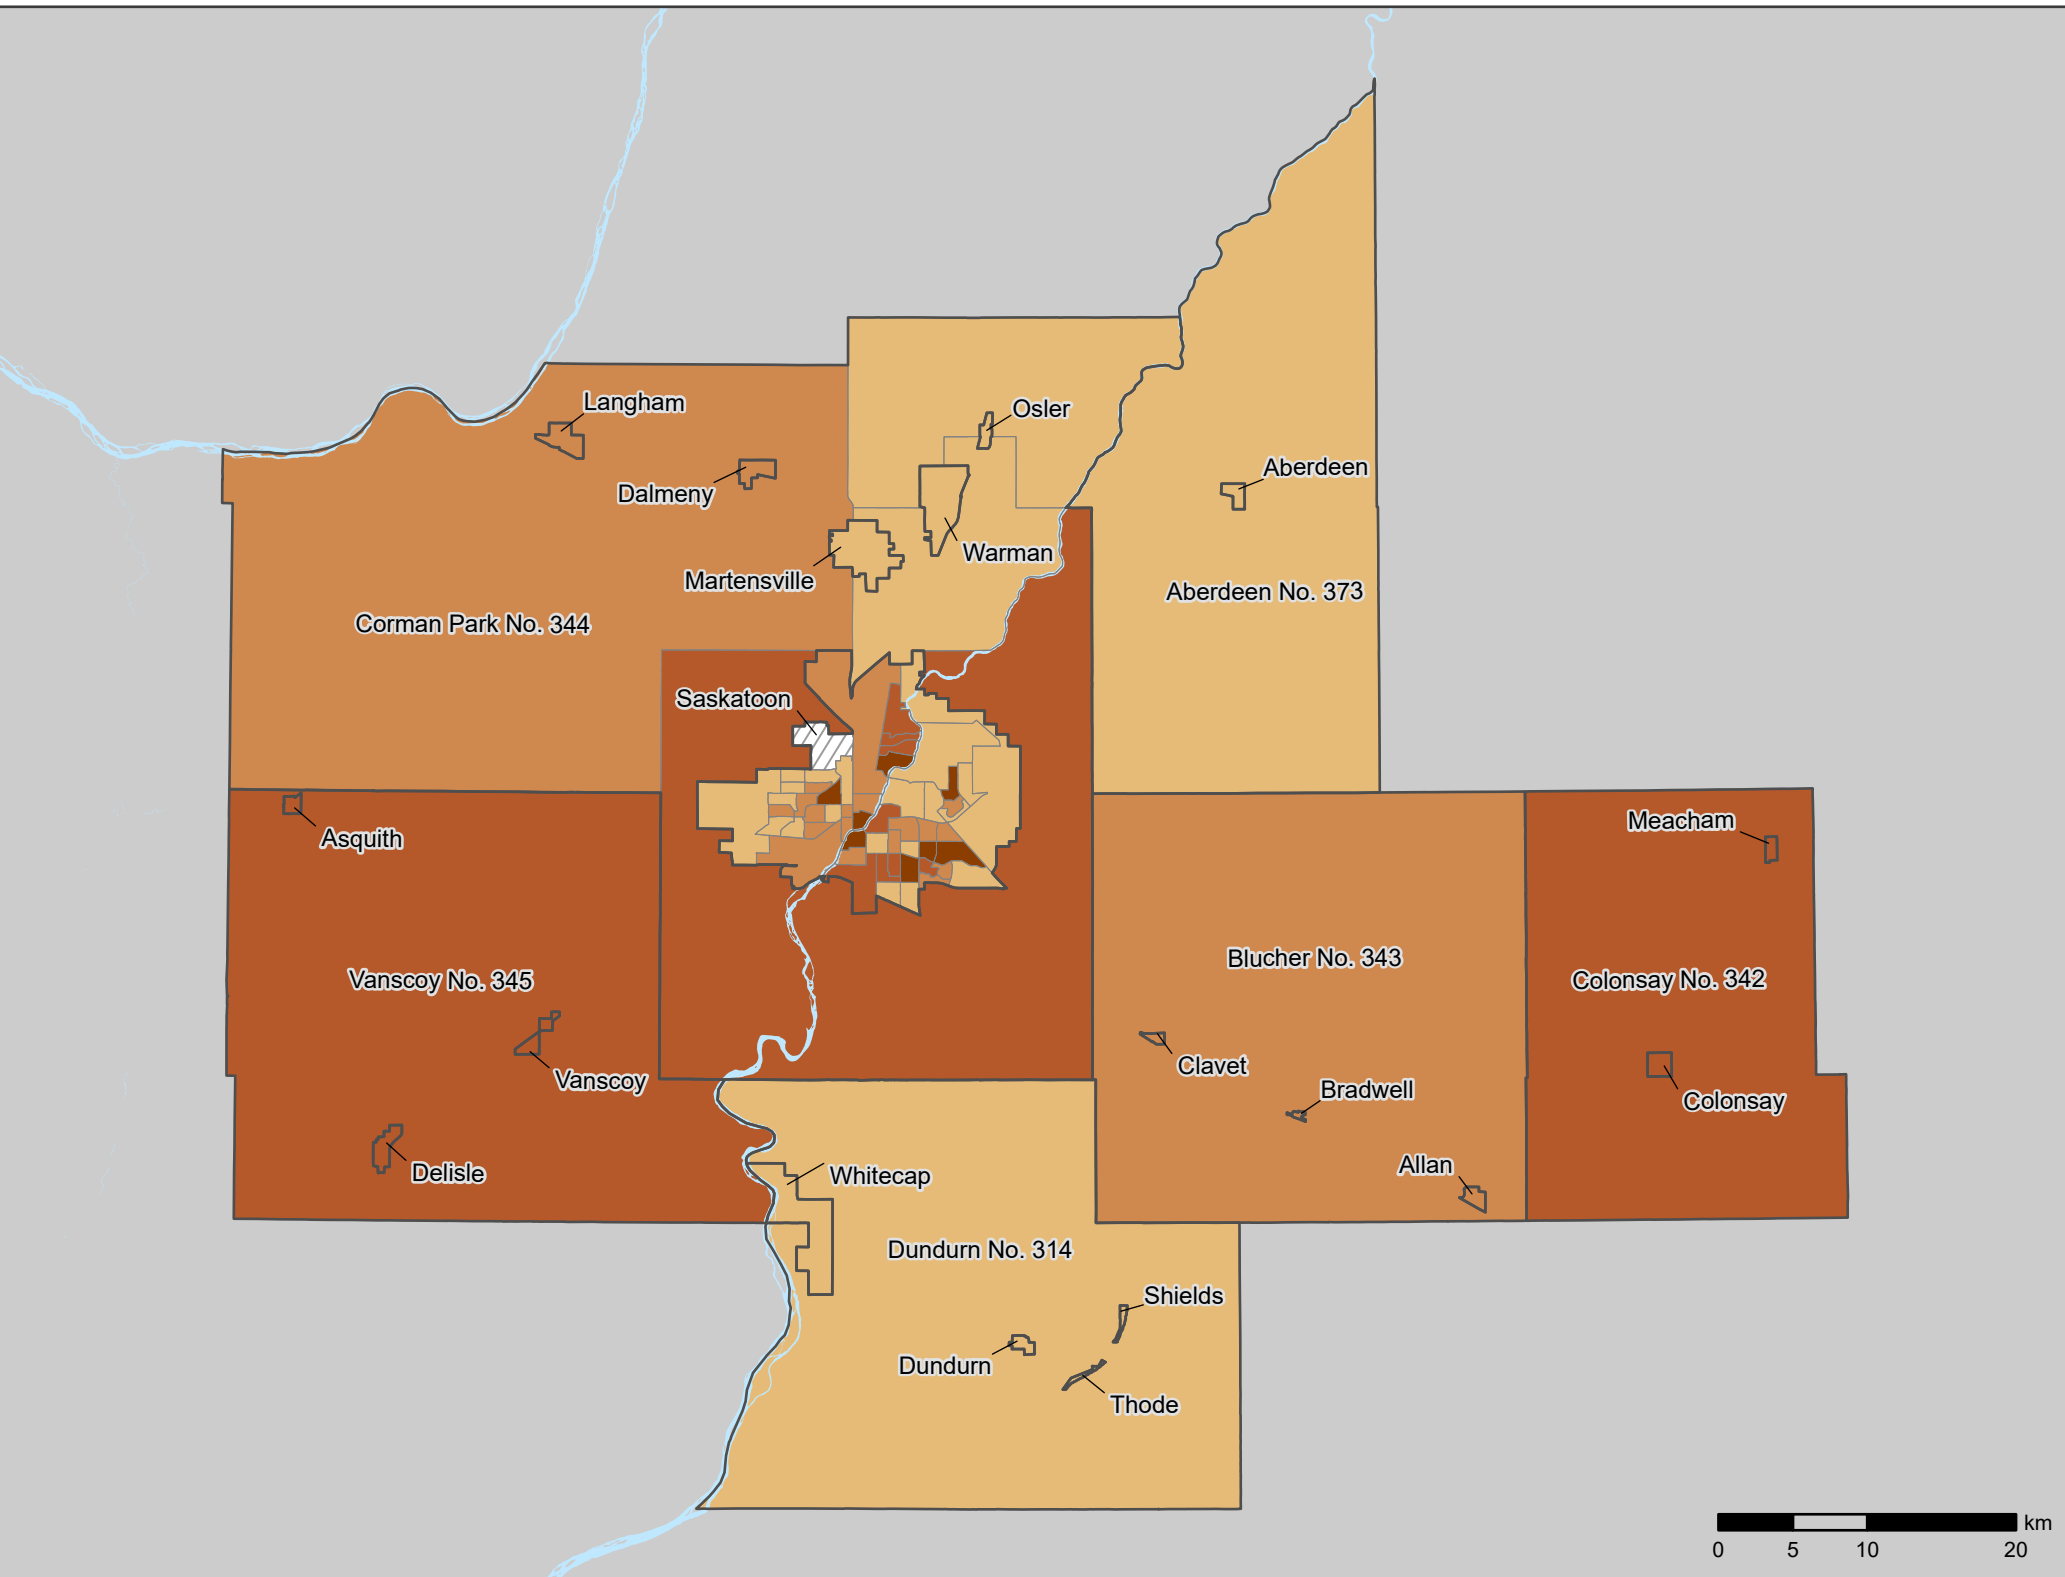 Langham
Osler
Dalmeny
Aberdeen
Warman
Martensville
Aberdeen No. 373
Corman Park No. 344
Saskatoon
Meacham
Asquith
Blucher No. 343
Vanscoy No. 345
Colonsay No. 342
Clavet
Vanscoy
Bradwell
Colonsay
Allan
Delisle
Whitecap
Dundurn No. 314
Shields
Dundurn
Thode
km
0 5 10 20